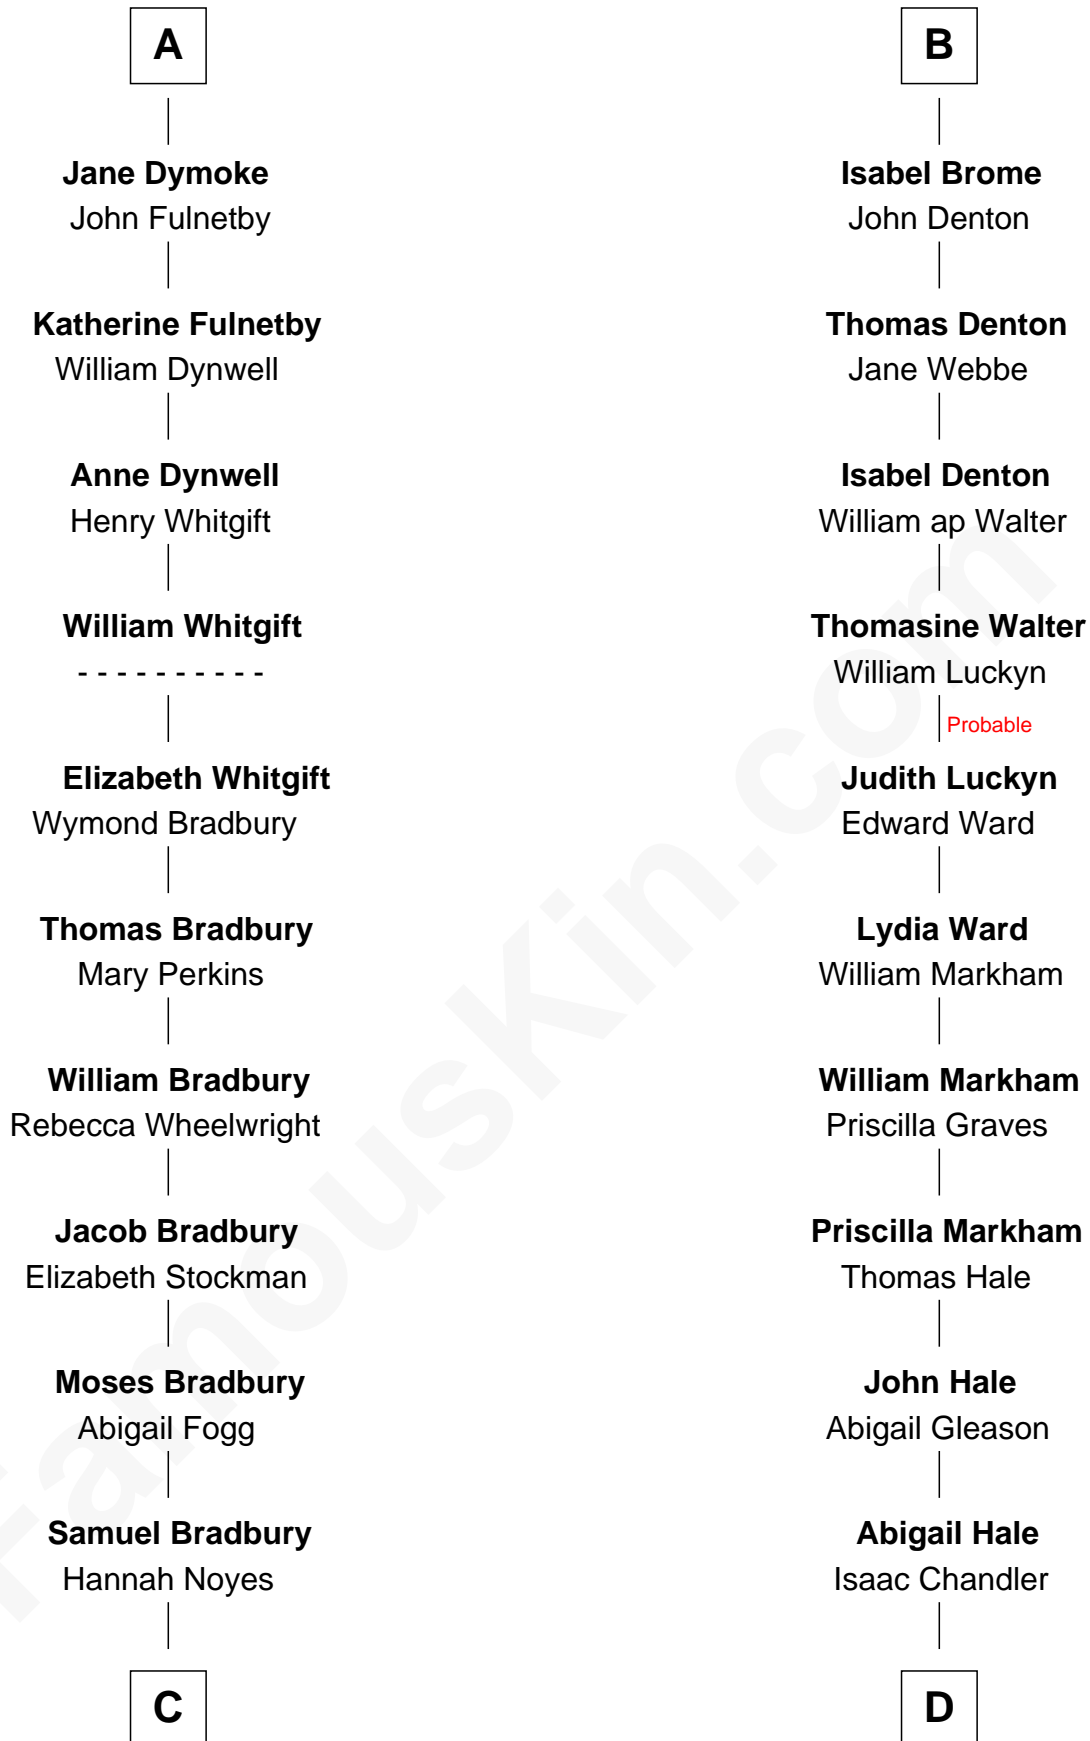 A
Jane Dymoke
John Fulnetby
Katherine Fulnetby
William Dynwell
Anne Dynwell
Henry Whitgift
William Whitgift
- - - - - - - - - -
Elizabeth Whitgift
Wymond Bradbury
Thomas Bradbury
Mary Perkins
William Bradbury
Rebecca Wheelwright
Jacob Bradbury
Elizabeth Stockman
Moses Bradbury
Abigail Fogg
Samuel Bradbury
Hannah Noyes
C
B
Isabel Brome
John Denton
Thomas Denton
Jane Webbe
Isabel Denton
William ap Walter
Thomasine Walter
William Luckyn
Probable
Judith Luckyn
Edward Ward
Lydia Ward
William Markham
William Markham
Priscilla Graves
Priscilla Markham
Thomas Hale
John Hale
Abigail Gleason
Abigail Hale
Isaac Chandler
D
FamousKin.com